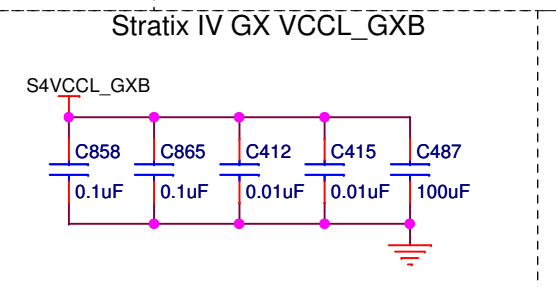 Stratix IV GX VCCL_GXB
S4VCCL_GXB
C858 C865 C412 C415 C487
0.1uF 0.1uF 0.01uF 0.01uF 100uF